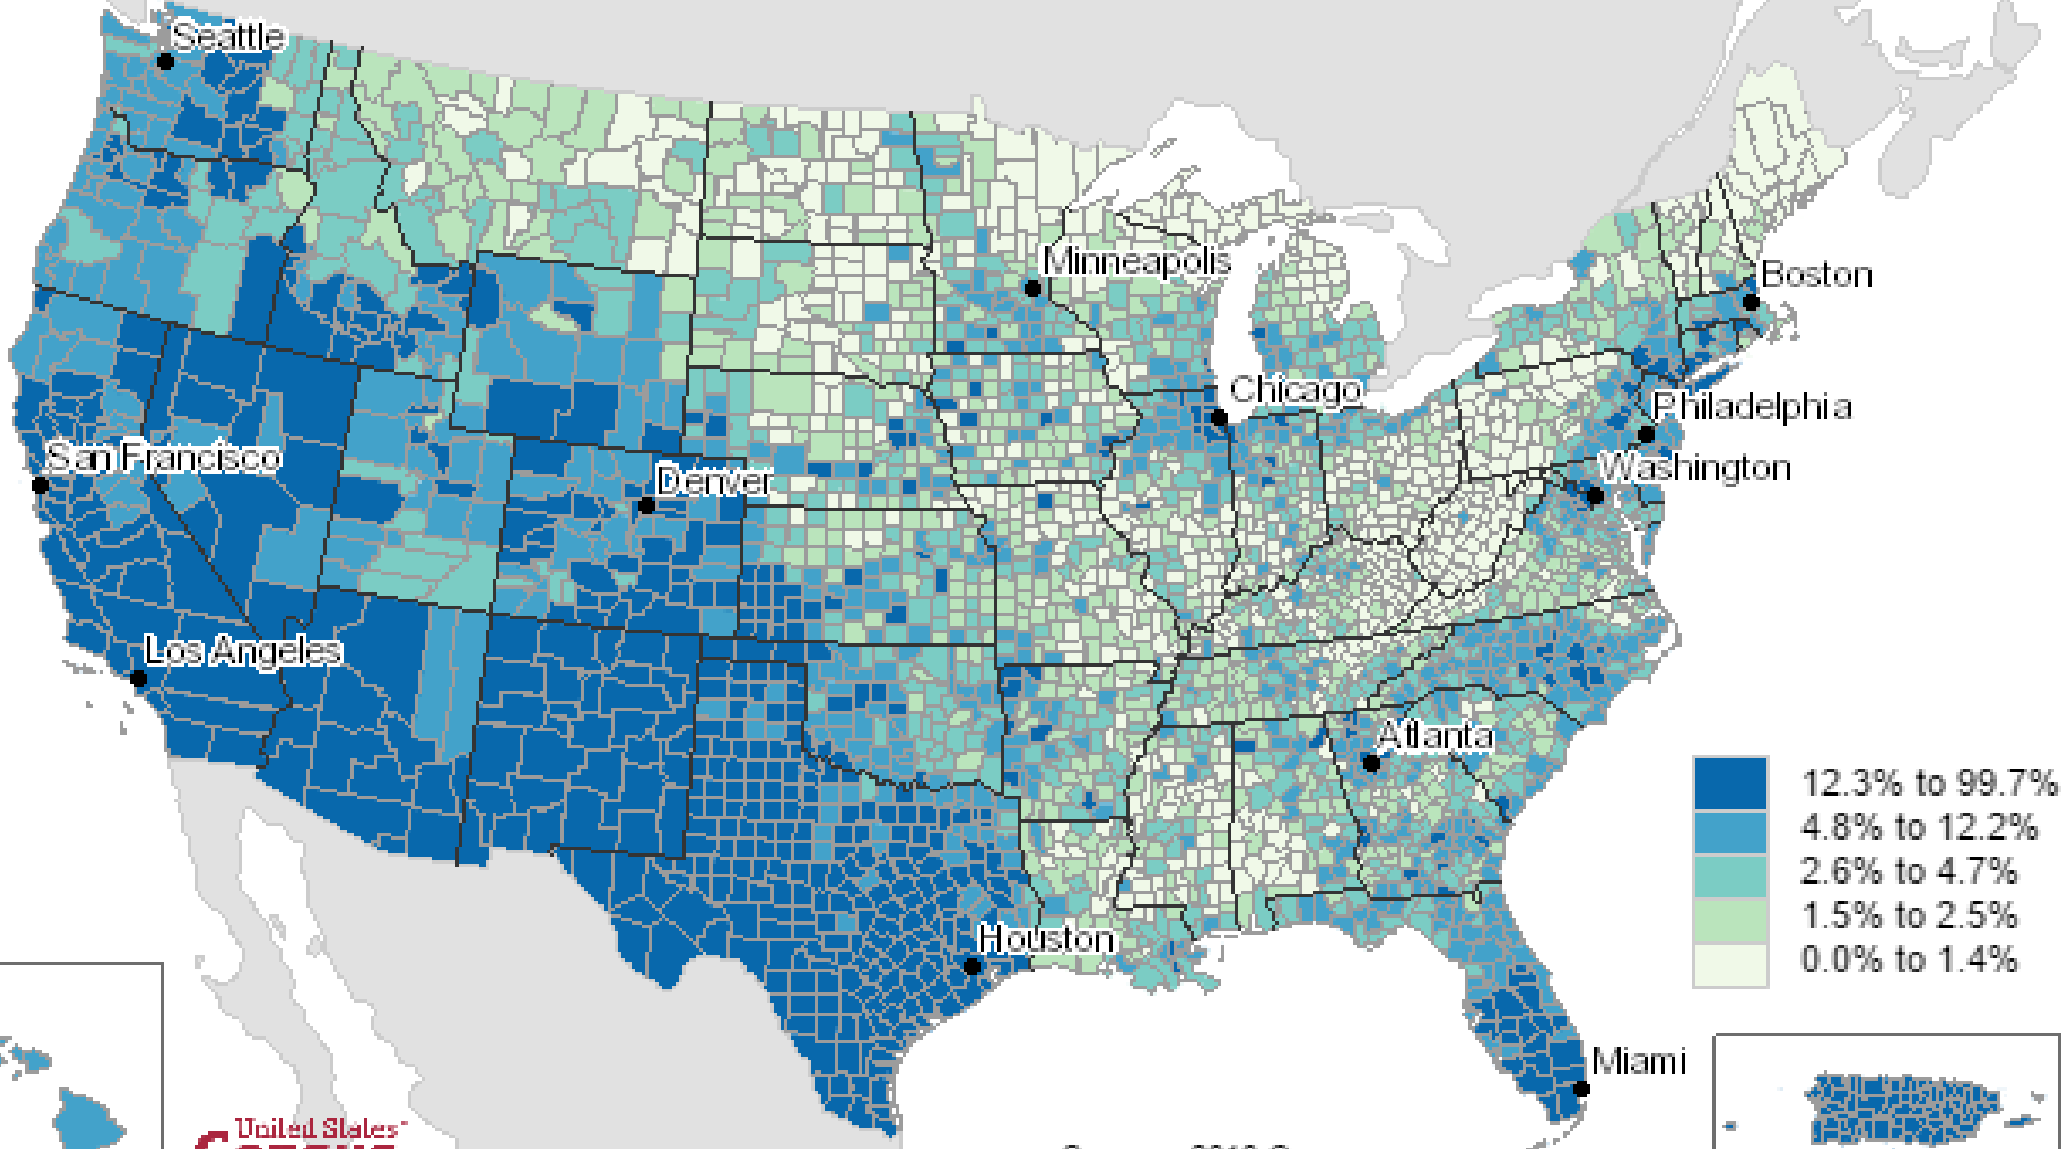 Seattle
Minneapolis
Boston
Chicago
Philadelphia
San Francisco
Denver
Washington
Los Angeles
Atlanta
12.3% to 99.7%
4.8% to 12.2%
2.6% to 4.7%
1.5% to 2.5%
0.0% to 1.4%
Houston
Miami
United States